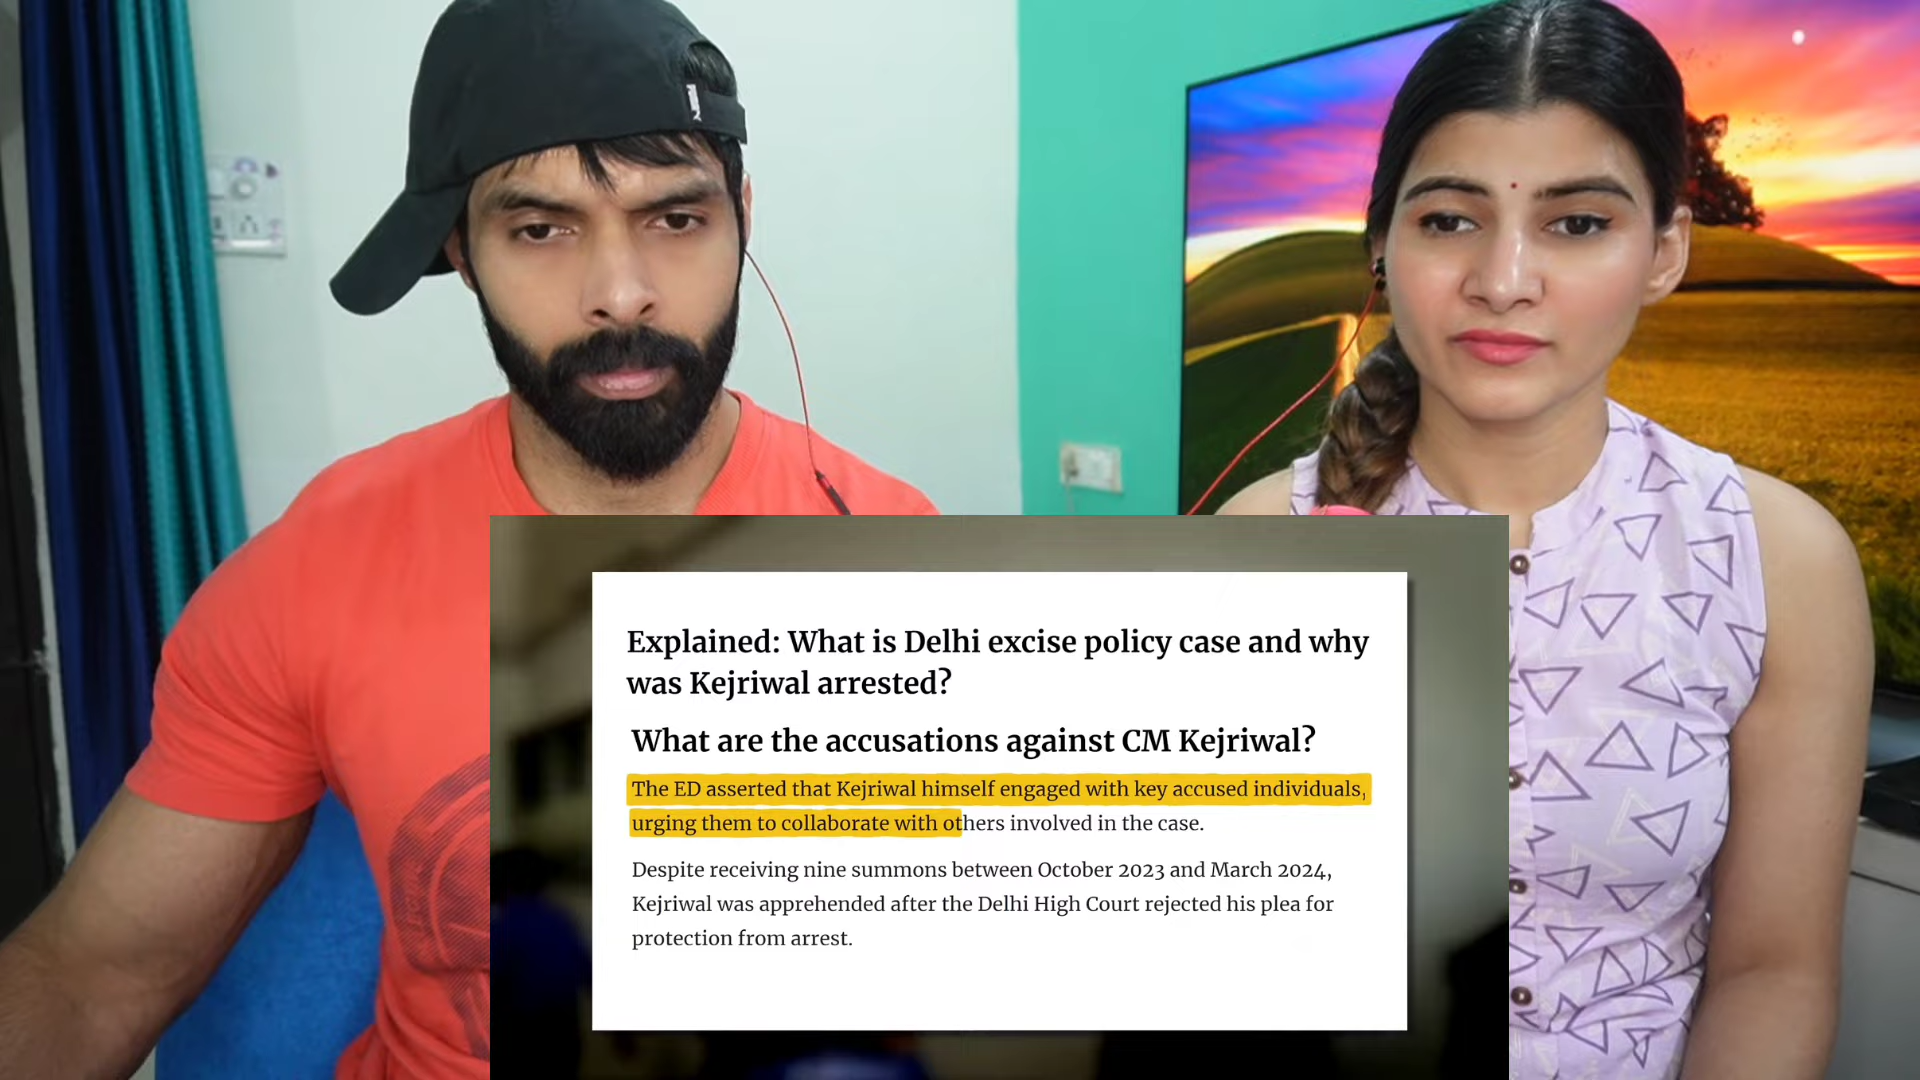 Explained: What is Delhi excise policy case and why
was Kejriwal arrested?
What are the accusations against CM Kejriwal?
The ED asserted that Kejriwal himself engaged with key accused individuals,
urging them to collaborate with others involved in the case.
Despite receiving nine summons between October 2023 and March 2024,
Kejriwal was apprehended after the Delhi High Court rejected his plea for
protection from arrest.